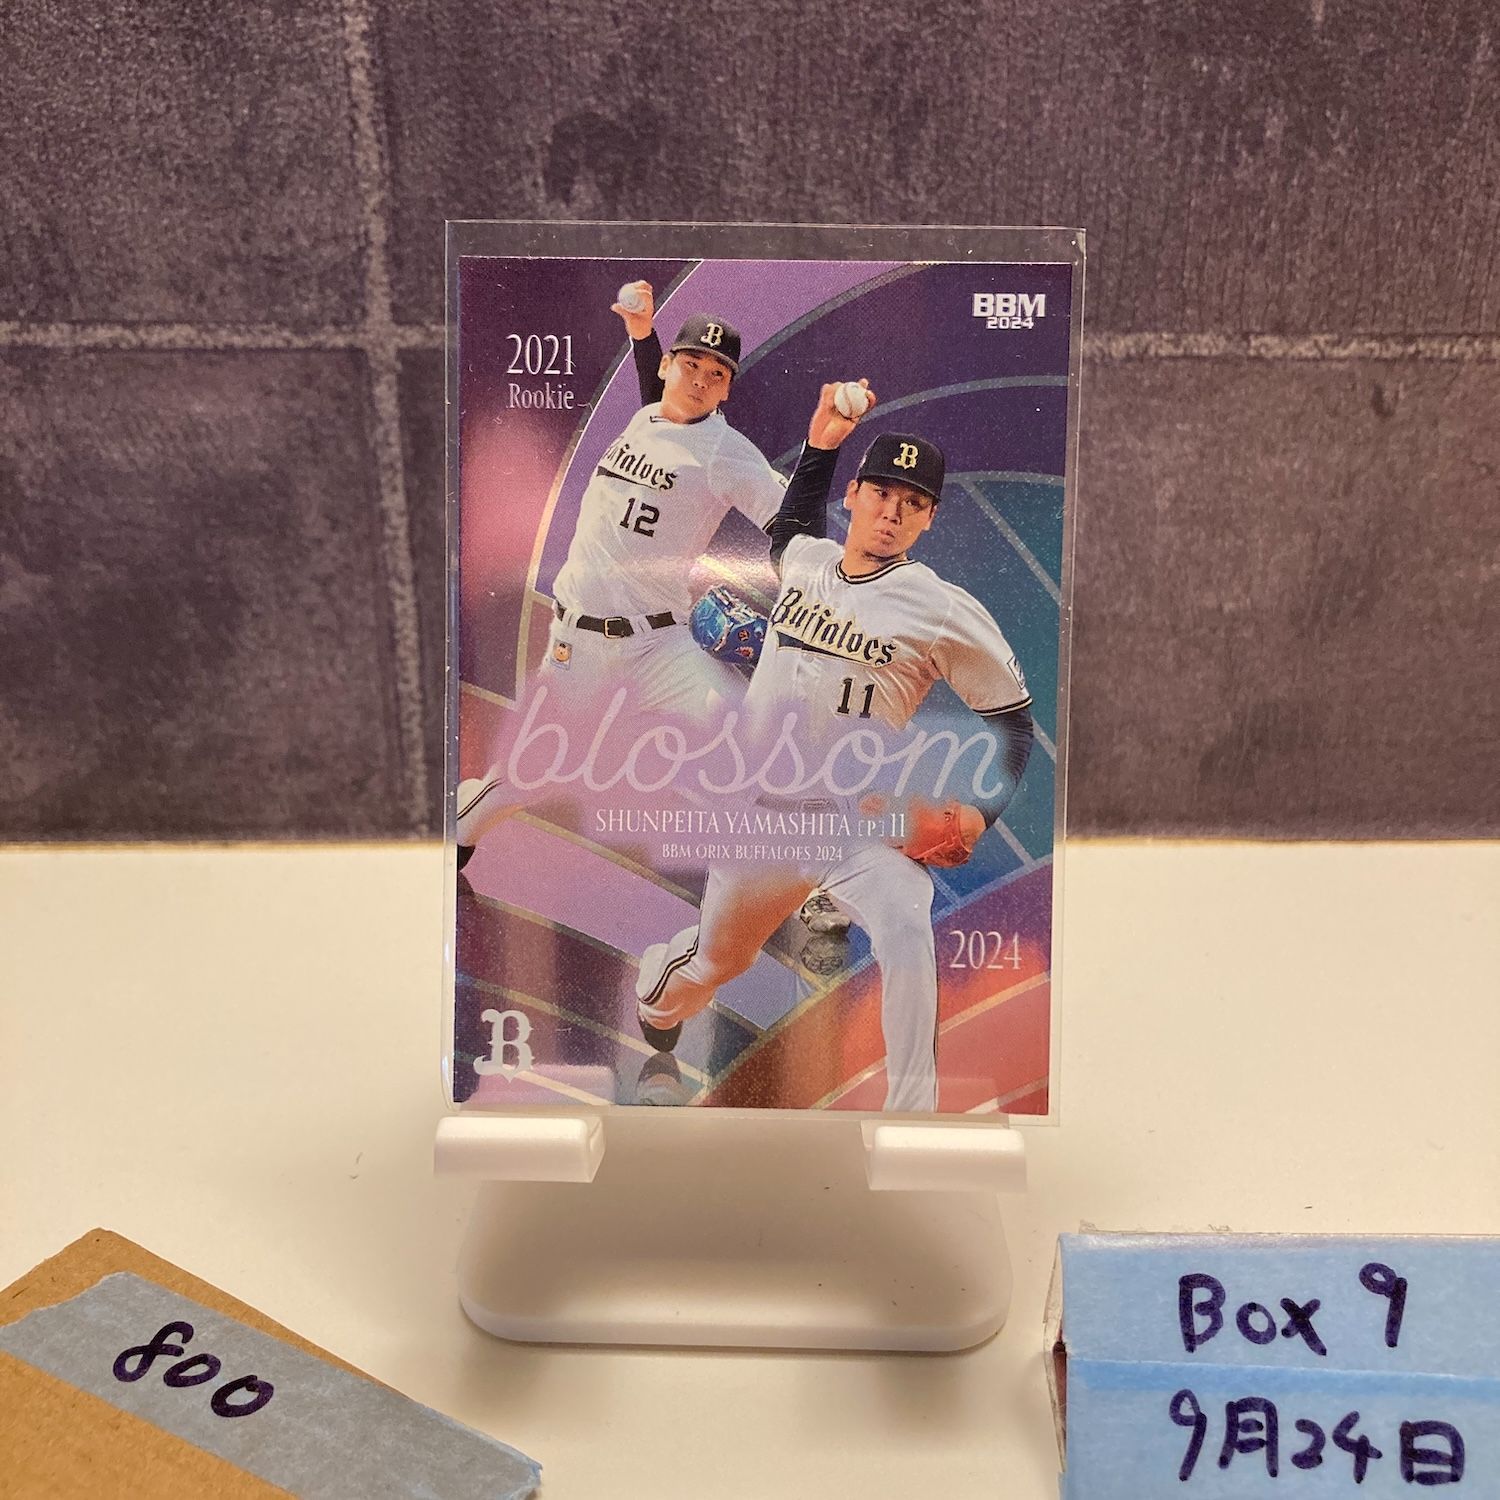 BBM
2024
2021
Rookie
B
B
Buffaloes
12
Buffaloes
11
blossom
SHUNPEITA YAMASHITA [P] 11
BBM ORIX BUFFALOES 2024
2024
B
800
Box 9
9月24日